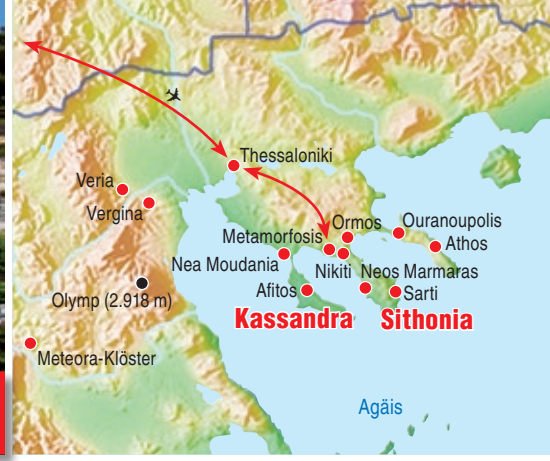 Thessaloniki
Veria
Vergina
Ormos
Ouranoupolis
Metamorfosis
Athos
Nea Moudania
Nikiti
Neos Marmaras
Afitos
Sarti
Olymp (2.918 m)
Kassandra
Sithonia
Meteora-Klöster
Agäis